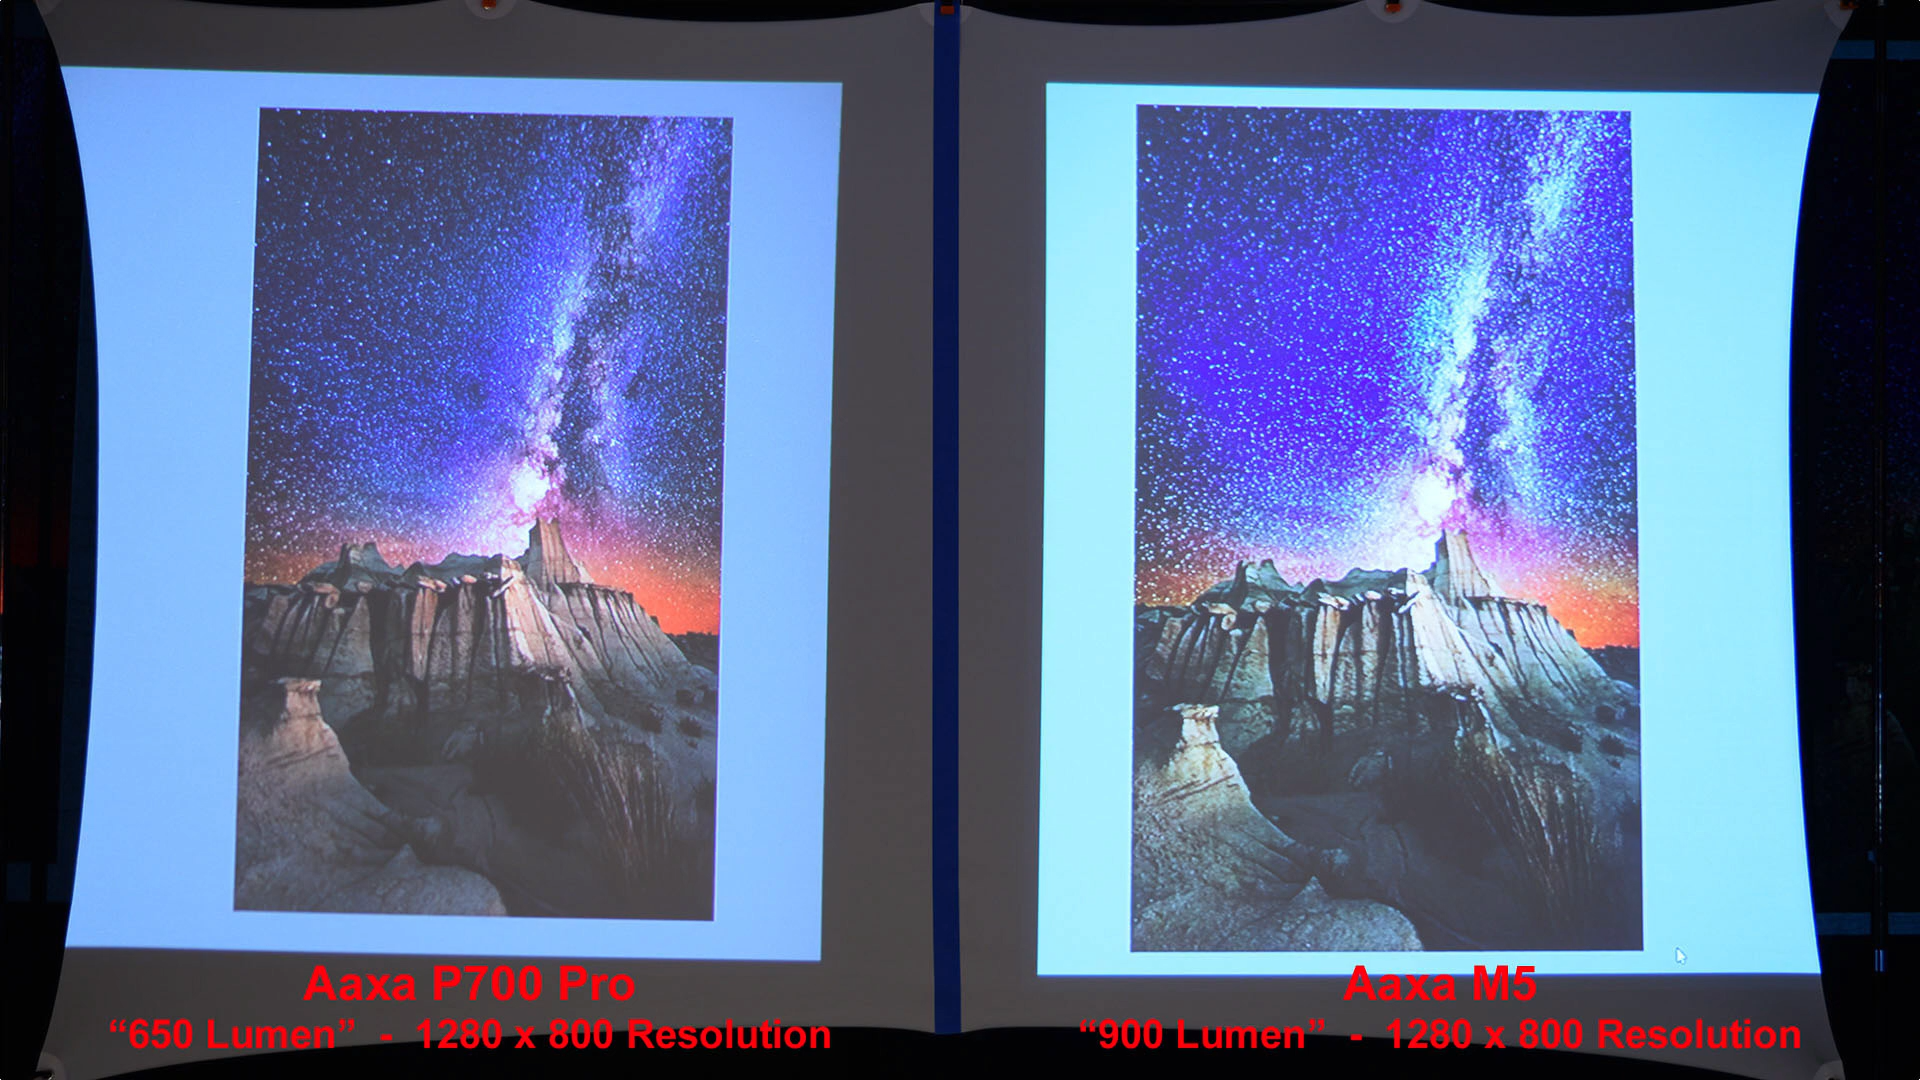 Aaxa P700 Pro
“650 Lumen” - 1280 x 800 Resolution
Aaxa M5
“900 Lumen” - 1280 x 800 Resolution